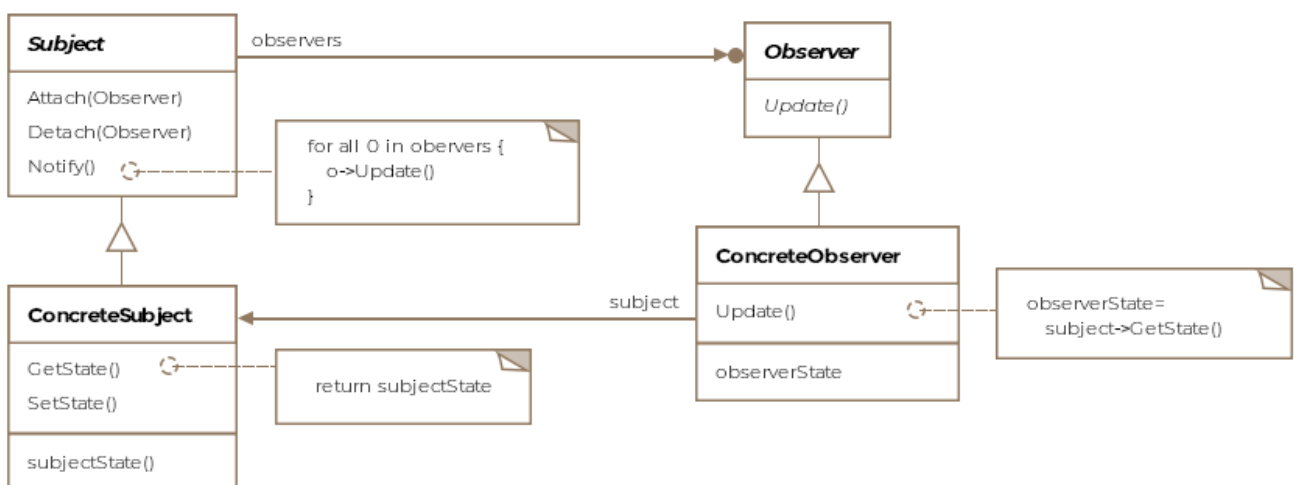 Subject
Attach(Observer)
Detach(Observer)
Notify()
observers
Observer
Update()
for all O in obervers {
o->Update()
}
ConcreteSubject
GetState()
SetState()
subjectState()
return subjectState
subject
ConcreteObserver
Update()
observerState
observerState=
subject->GetState()